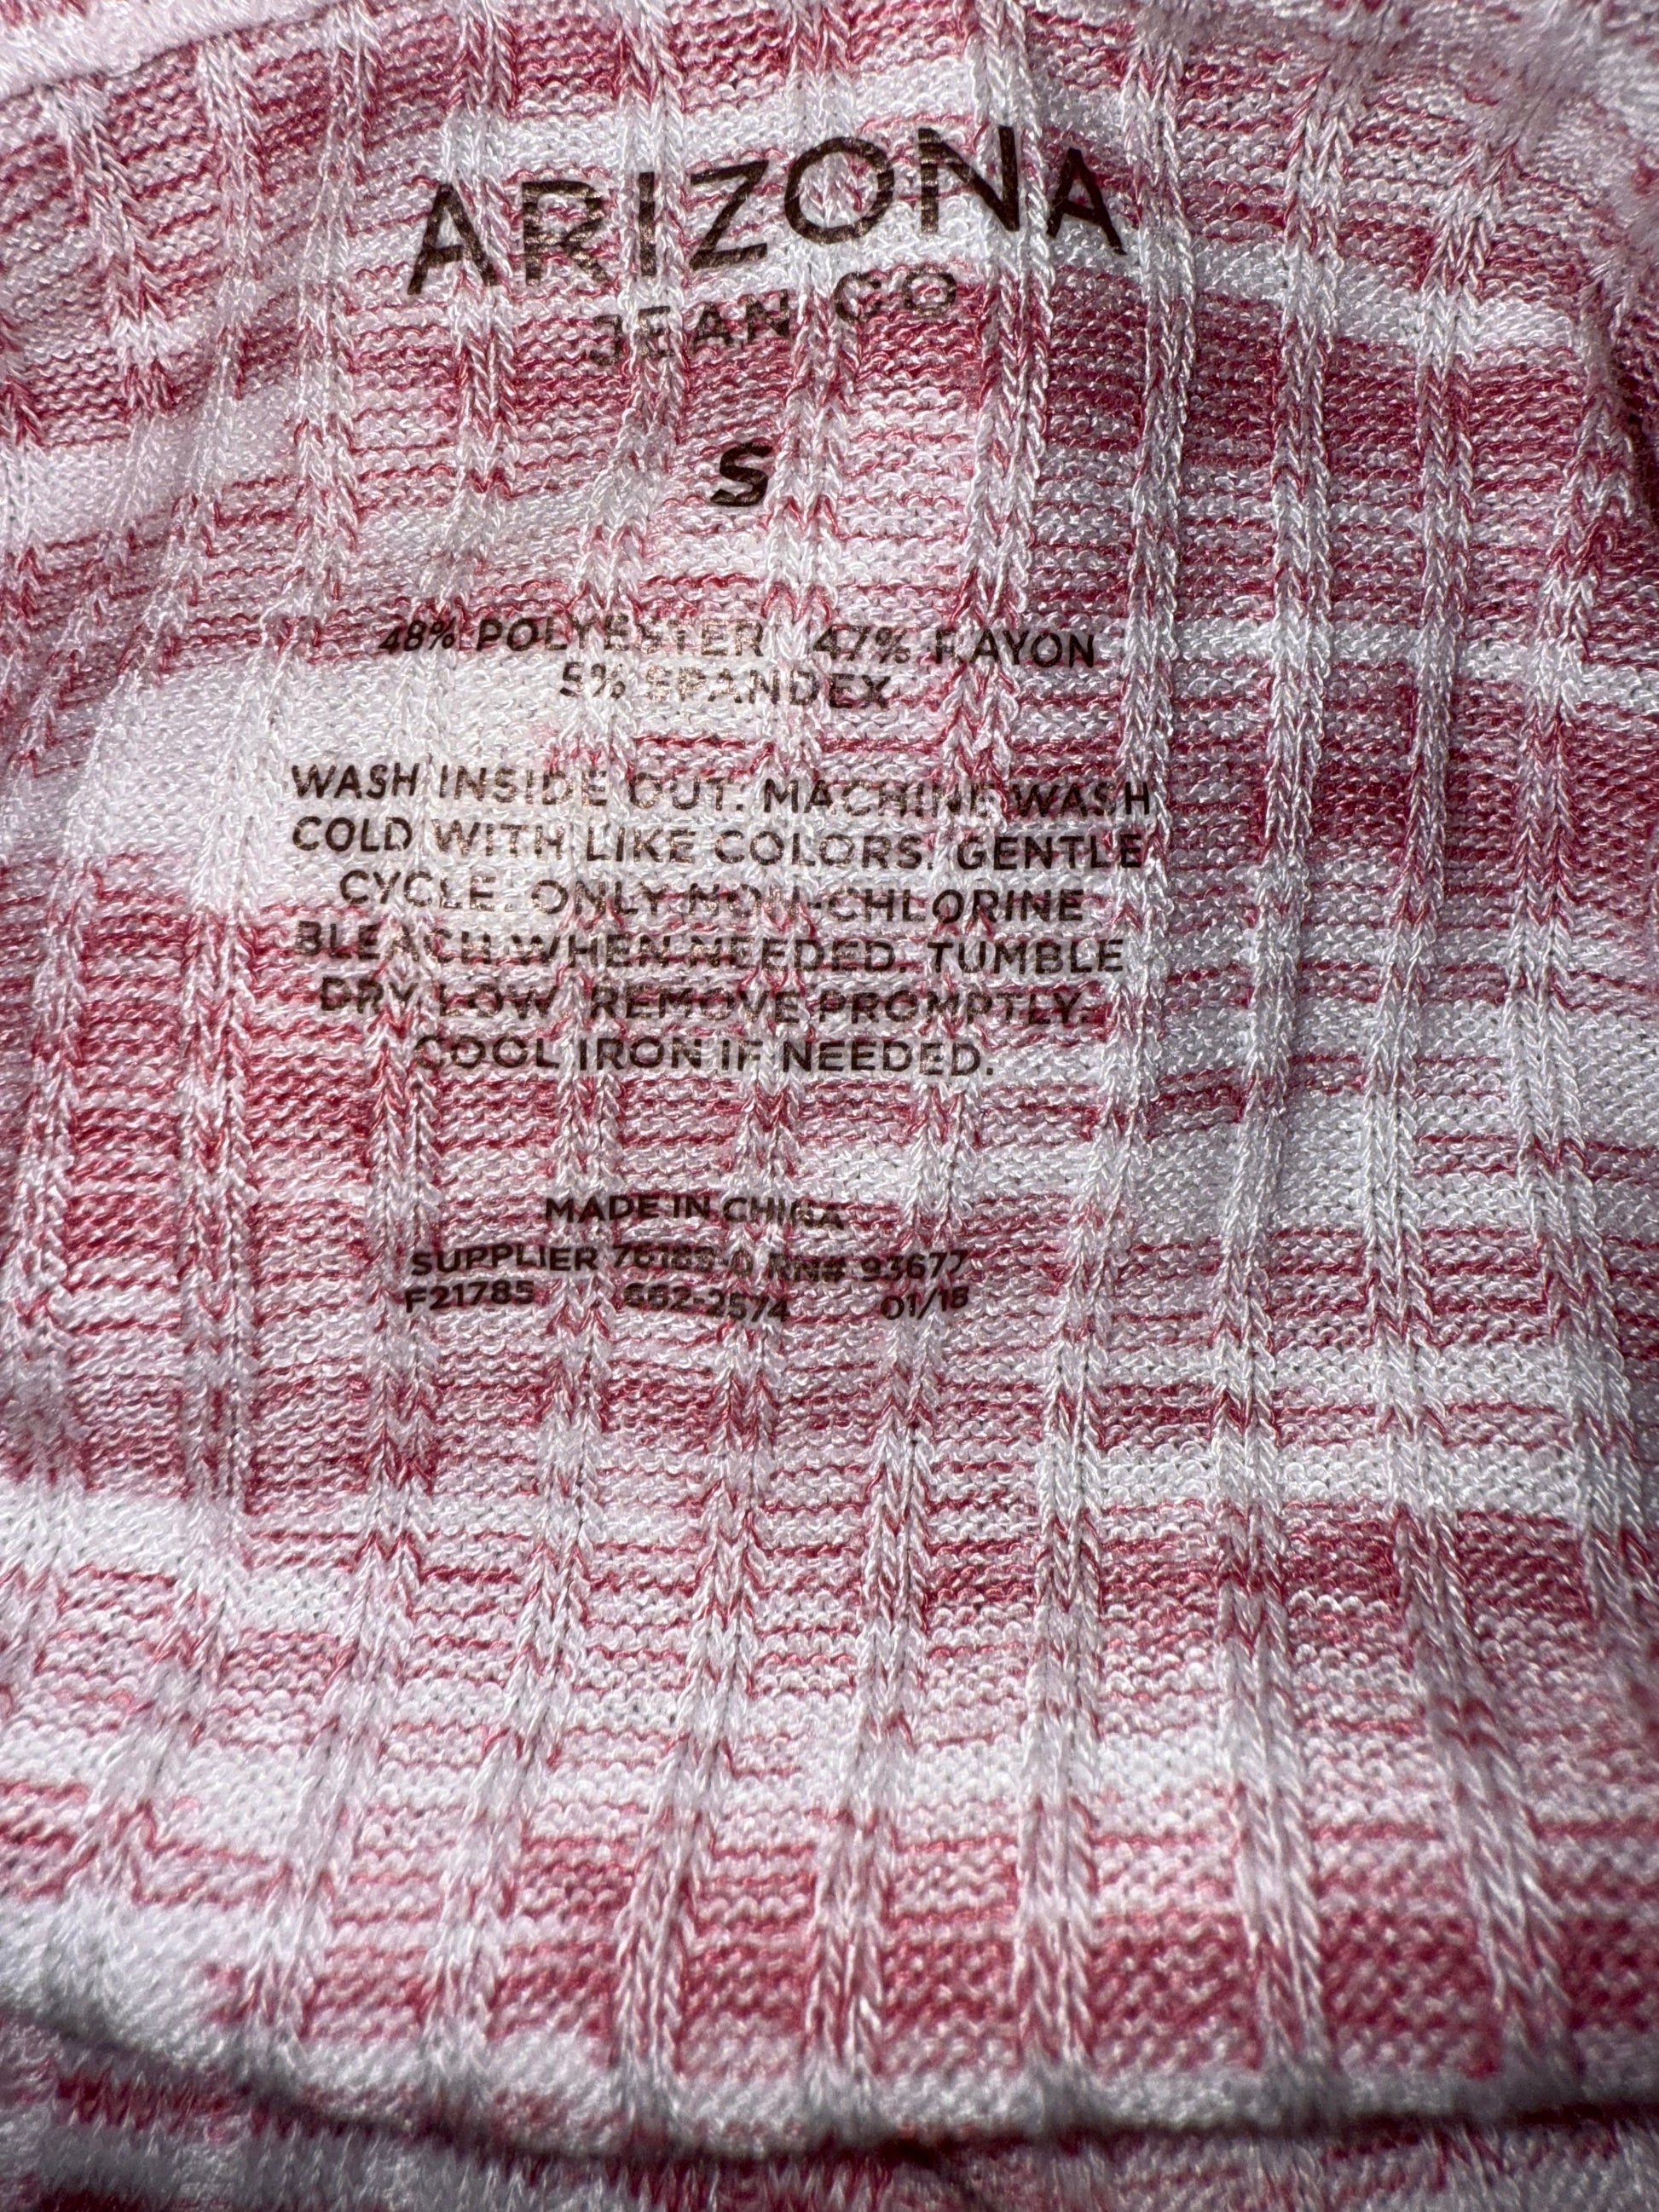 ARIZONA
JEAN CO
S
48% POLYESTER 47% RAYON
5% SPANDEX
WASH INSIDE OUT. MACHINE WASH
COLD WITH LIKE COLORS. GENTLE
CYCLE. ONLY NON-CHLORINE
BLEACH WHEN NEEDED. TUMBLE
DRY LOW. REMOVE PROMPTLY.
COOL IRON IF NEEDED.
MADE IN CHINA
SUPPLIER RN# 93677
F21785 01/18